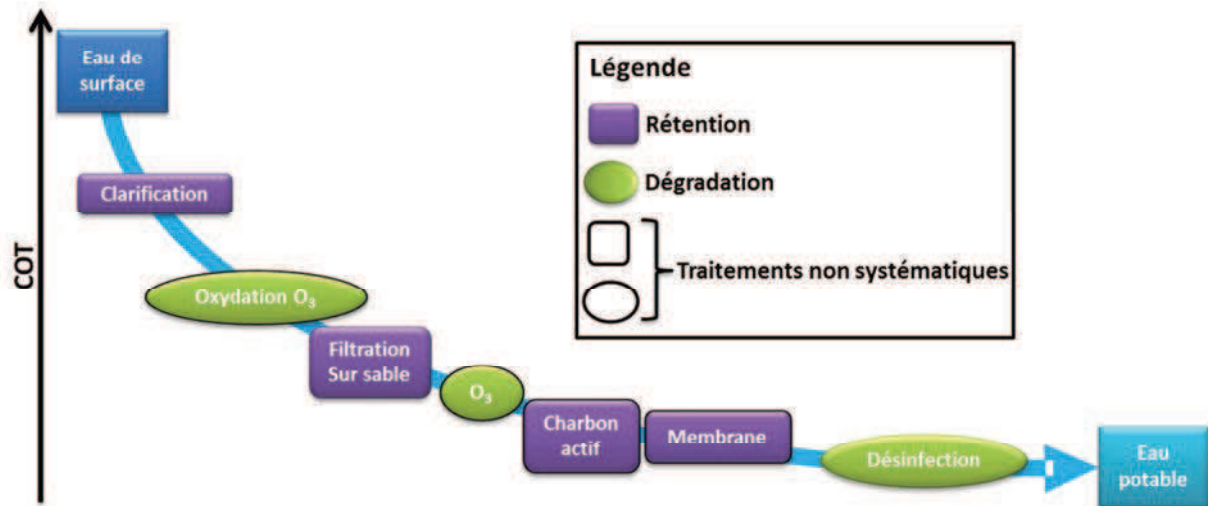 COT
Eau de
surface
Clarification
Oxydation O₃
Filtration
Sur sable
O₃
Charbon
actif
Membrane
Désinfection
Eau
potable
Légende
Rétention
Dégradation
Traitements non systématiques